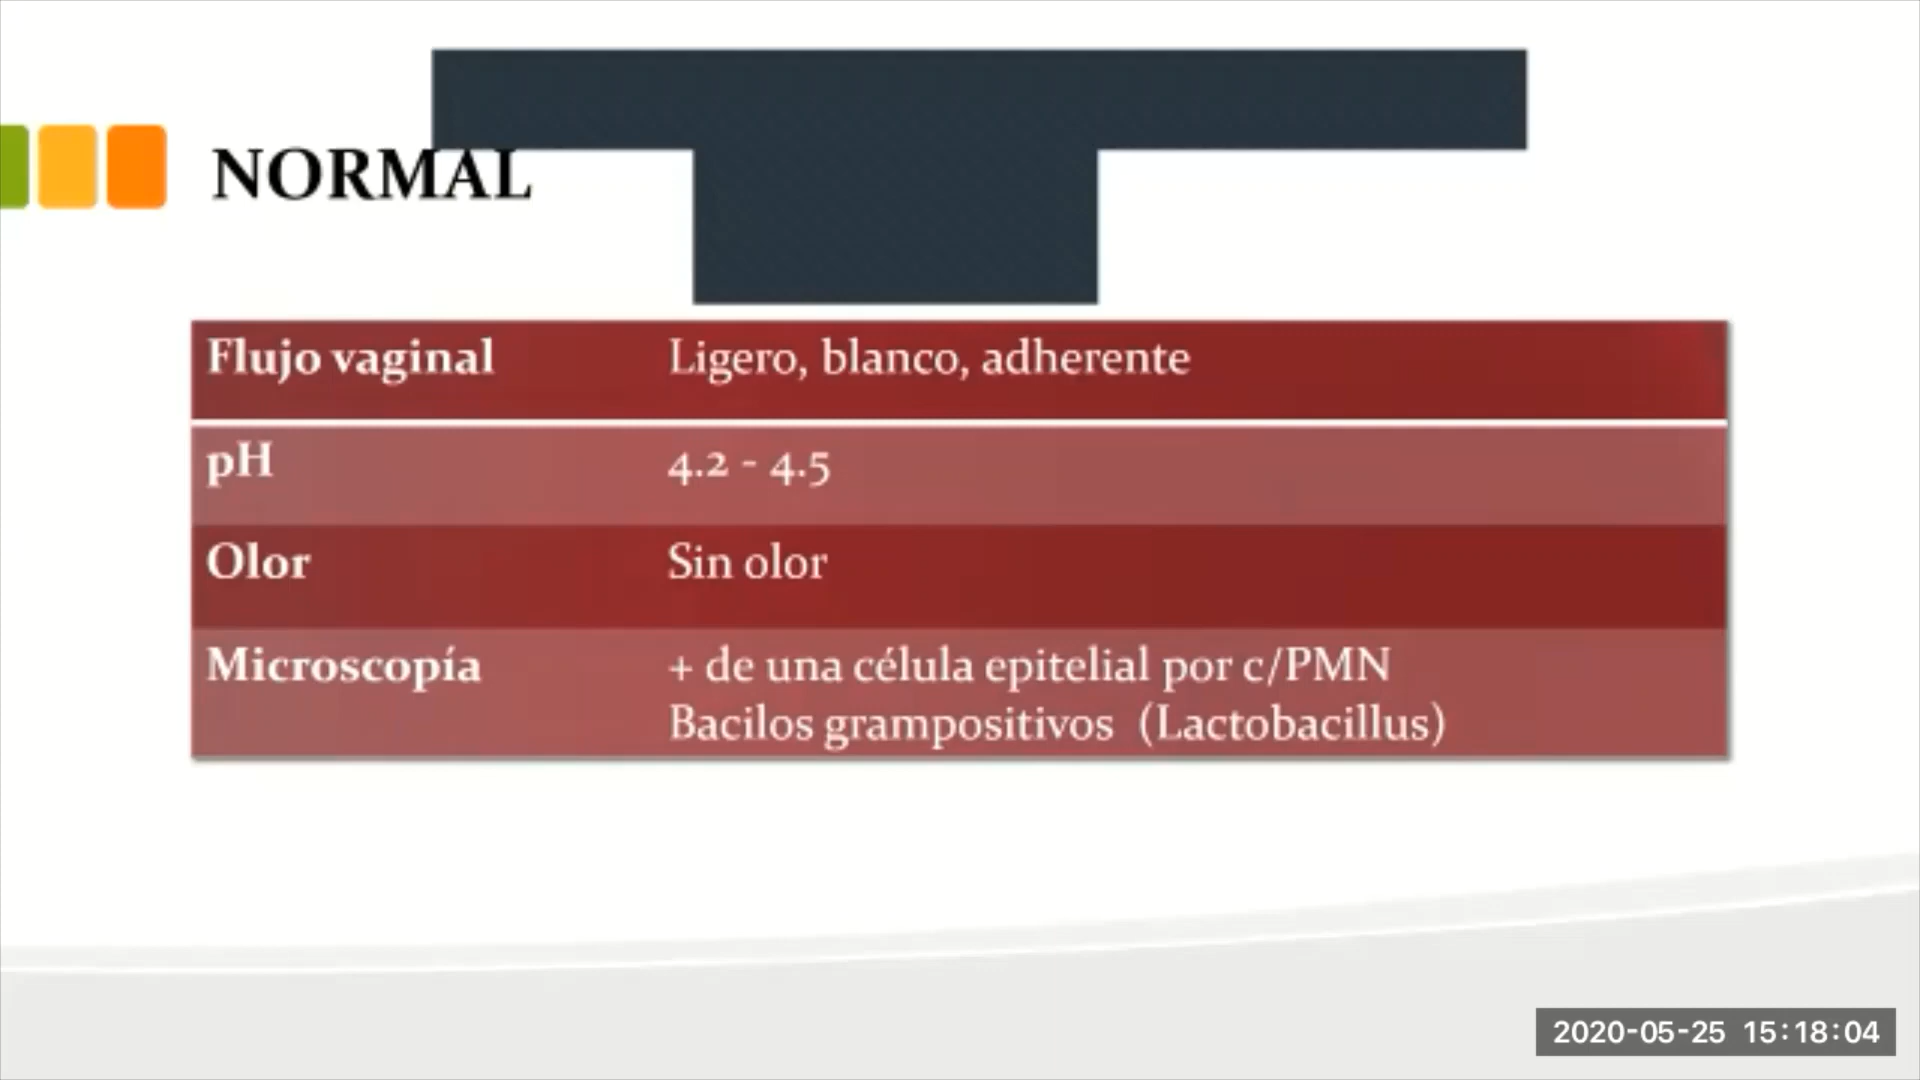 NORMAL
Flujo vaginal Ligero, blanco, adherente
pH 4.2 - 4.5
Olor Sin olor
Microscopía + de una célula epitelial por c/PMN
Bacilos grampositivos (Lactobacillus)
2020-05-25 15:18:04